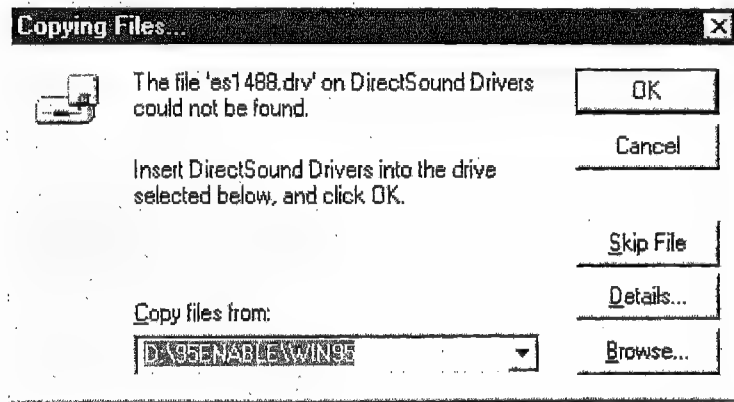 Copying Files...
The file 'es1488.drv' on DirectSound Drivers
could not be found.
OK
Cancel
Insert DirectSound Drivers into the drive
selected below, and click OK.
Skip File
Details...
Copy files from:
D:\95ENABLE\WIN95
Browse...